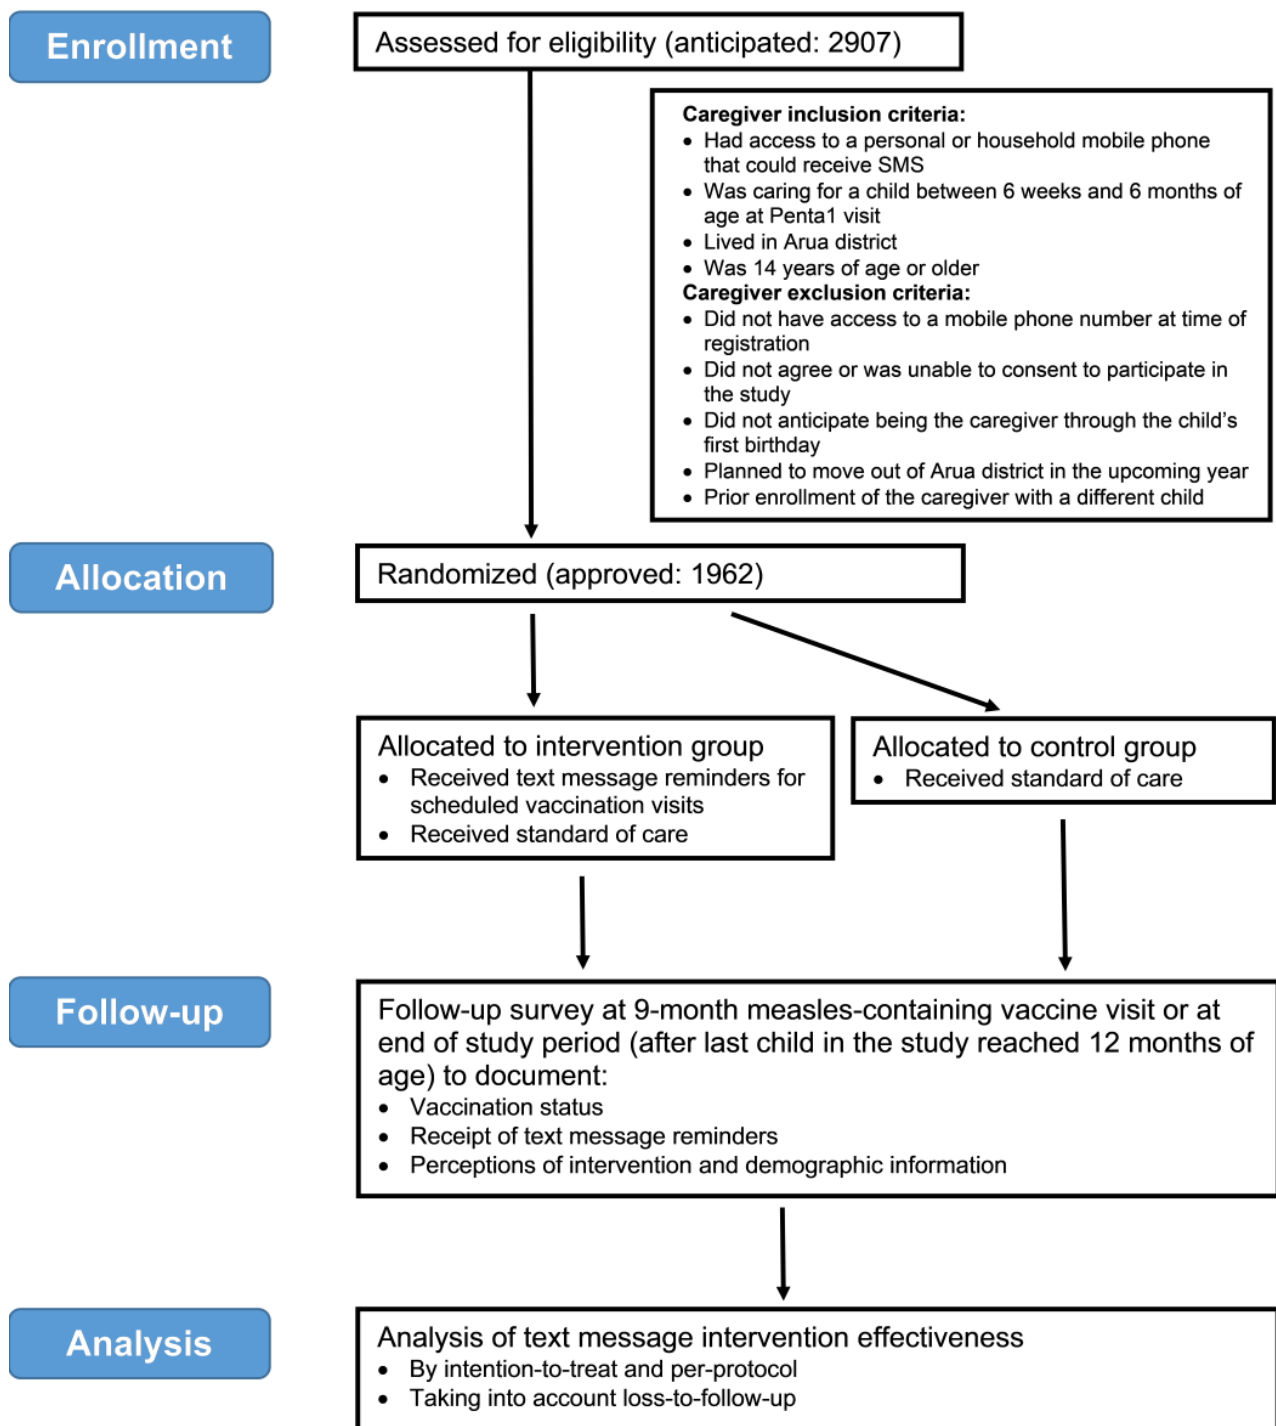 Enrollment
Assessed for eligibility (anticipated: 2907)
Caregiver inclusion criteria:
• Had access to a personal or household mobile phone
that could receive SMS
• Was caring for a child between 6 weeks and 6 months of
age at Penta1 visit
• Lived in Arua district
• Was 14 years of age or older
Caregiver exclusion criteria:
• Did not have access to a mobile phone number at time of
registration
• Did not agree or was unable to consent to participate in
the study
• Did not anticipate being the caregiver through the child’s
first birthday
• Planned to move out of Arua district in the upcoming year
• Prior enrollment of the caregiver with a different child
Allocation
Randomized (approved: 1962)
Allocated to intervention group
• Received text message reminders for
scheduled vaccination visits
• Received standard of care
Allocated to control group
• Received standard of care
Follow-up
Follow-up survey at 9-month measles-containing vaccine visit or at
end of study period (after last child in the study reached 12 months of
age) to document:
• Vaccination status
• Receipt of text message reminders
• Perceptions of intervention and demographic information
Analysis
Analysis of text message intervention effectiveness
• By intention-to-treat and per-protocol
• Taking into account loss-to-follow-up